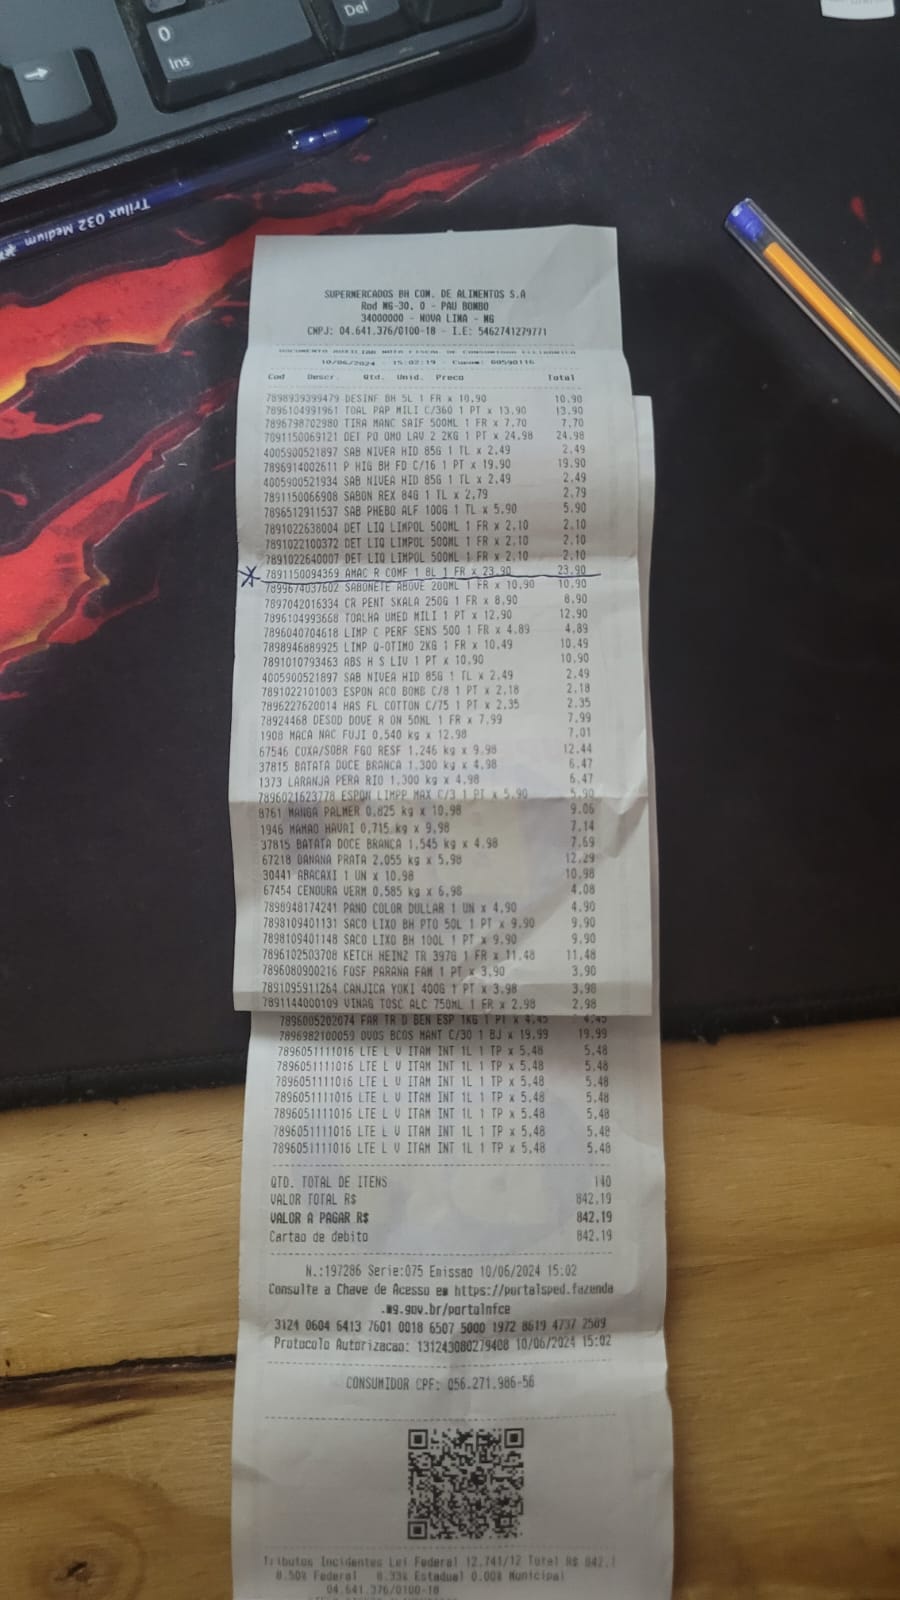 0
Ins
Del
Trilux 032 Medium
SUPERMERCADOS BH COM. DE ALIMENTOS S.A
Rod MG-30, 0 - PAU BOMBO
34000000 - NOVA LIMA - MG
CNPJ: 04.641.376/0100-18 - I.E: 5462741279771
DOCUMENTO AUXILIAR NOTA FISCAL DE CONSUMIDOR ELETRONICA
10/06/2024 15:02:19 Cupom: 00590116
Cod Descr. Qtd. Unid. Preco Total
7898939399479 DESINF BH 5L 1 FR x 10.90 10.90
7896104991961 TOAL PAP MILI C/360 1 PT x 13.90 13.90
7896798702980 TIRA MANC SAIF 500ML 1 FR x 7.70 7.70
7891150069121 DET PO OMO LAV 2 2KG 1 PT x 24.98 24.98
4005900521897 SAB NIVEA HID 85G 1 TL x 2.49 2.49
7896914002611 P HIG BH FD C/16 1 PT x 19.90 19.90
4005900521934 SAB NIVEA HID 85G 1 TL x 2.49 2.49
7891150066908 SABON REX 84G 1 TL x 2,79 2.79
7896512911537 SAB PHEBO ALF 100G 1 TL x 5.90 5.90
7891022638004 DET LIQ LIMPOL 500ML 1 FR x 2.10 2.10
7891022100372 DET LIQ LIMPOL 500ML 1 FR x 2.10 2.10
7891022640007 DET LIQ LIMPOL 500ML 1 FR x 2.10 2.10
7891150094369 AMAC R COMF 1 8L 1 FR x 23.90 23.90
7899674037602 SABONETE ABOVE 200ML 1 FR x 10.90 10.90
7897042016334 CR PENT SKALA 250G 1 FR x 8.90 8.90
7896104993668 TOALHA UMED MILI 1 PT x 12.90 12.90
7896040704618 LIMP C PERF SENS 500 1 FR x 4.89 4.89
7898946889925 LIMP Q-OTIMO 2KG 1 FR x 10.49 10.49
7891010793463 ABS H S LIV 1 PT x 10.90 10.90
4005900521897 SAB NIVEA HID 85G 1 TL x 2.49 2.49
7891022101003 ESPON ACO BOMB C/8 1 PT x 2.18 2.18
7896227620014 HAS FL COTTON C/75 1 PT x 2.35 2.35
78924468 DESOD DOVE R ON 50ML 1 FR x 7.99 7.99
1908 MACA NAC FUJI 0,540 kg x 12.98 7.01
67546 COXA/SOBR FGO RESF 1.246 kg x 9.98 12.44
37815 BATATA DOCE BRANCA 1.300 kg x 4.98 6.47
1373 LARANJA PERA RIO 1.300 kg x 4.98 6.47
7896021623778 ESPON LIMPP MAX C/3 1 PT x 5.90 5.90
8761 MANGA PALMER 0.825 kg x 10.98 9.06
1946 MAMAO HAVAI 0,715 kg x 9.98 7.14
37815 BATATA DOCE BRANCA 1,545 kg x 4.98 7.69
67218 BANANA PRATA 2,055 kg x 5,98 12.29
30441 ABACAXI 1 UN x 10.98 10.98
67454 CENOURA VERM 0,585 kg x 6,98 4.08
7898948174241 PANO COLOR DULLAR 1 UN x 4.90 4.90
7898109401131 SACO LIXO BH PTO 50L 1 PT x 9,90 9.90
7898109401148 SACO LIXO BH 100L 1 PT x 9.90 9.90
7896102503708 KETCH HEINZ TR 397G 1 FR x 11.48 11.48
7896080900216 FOSF PARANA FAM 1 PT x 3,90 3.90
7891095911264 CANJICA YOKI 400G 1 PT x 3.98 3.98
7891144000109 VINAG TOSC ALC 750ML 1 FR x 2.98 2.98
7896005202074 FAR TR D BEN ESP 1KG 1 PT x 4.45 4.45
7896982100059 OVOS BCOS MANT C/30 1 BJ x 19.99 19.99
7896051111016 LTE L V ITAM INT 1L 1 TP x 5.48 5.48
7896051111016 LTE L V ITAM INT 1L 1 TP x 5.48 5.48
7896051111016 LTE L V ITAM INT 1L 1 TP x 5.48 5.48
7896051111016 LTE L V ITAM INT 1L 1 TP x 5.48 5.48
7896051111016 LTE L V ITAM INT 1L 1 TP x 5.48 5.48
7896051111016 LTE L V ITAM INT 1L 1 TP x 5.48 5.48
7896051111016 LTE L V ITAM INT 1L 1 TP x 5.48 5.48
QTD. TOTAL DE ITENS 140
VALOR TOTAL R$ 842.19
VALOR A PAGAR R$ 842.19
Cartao de debito 842.19
N.:197286 Serie:075 Emissao 10/06/2024 15:02
Consulte a Chave de Acesso em https://portalsped.fazenda
.mg.gov.br/portalnfce
3124 0604 6413 7601 0018 6507 5000 1972 8619 4737 2589
Protocolo Autorizacao: 131243080279408 10/06/2024 15:02
CONSUMIDOR CPF: 056.271.986-56
Tributos Incidentes Lei Federal 12.741/12 Total R$ 842.1
8.50% Federal 8.33% Estadual 0.00% Municipal
04.641.376/0100-18